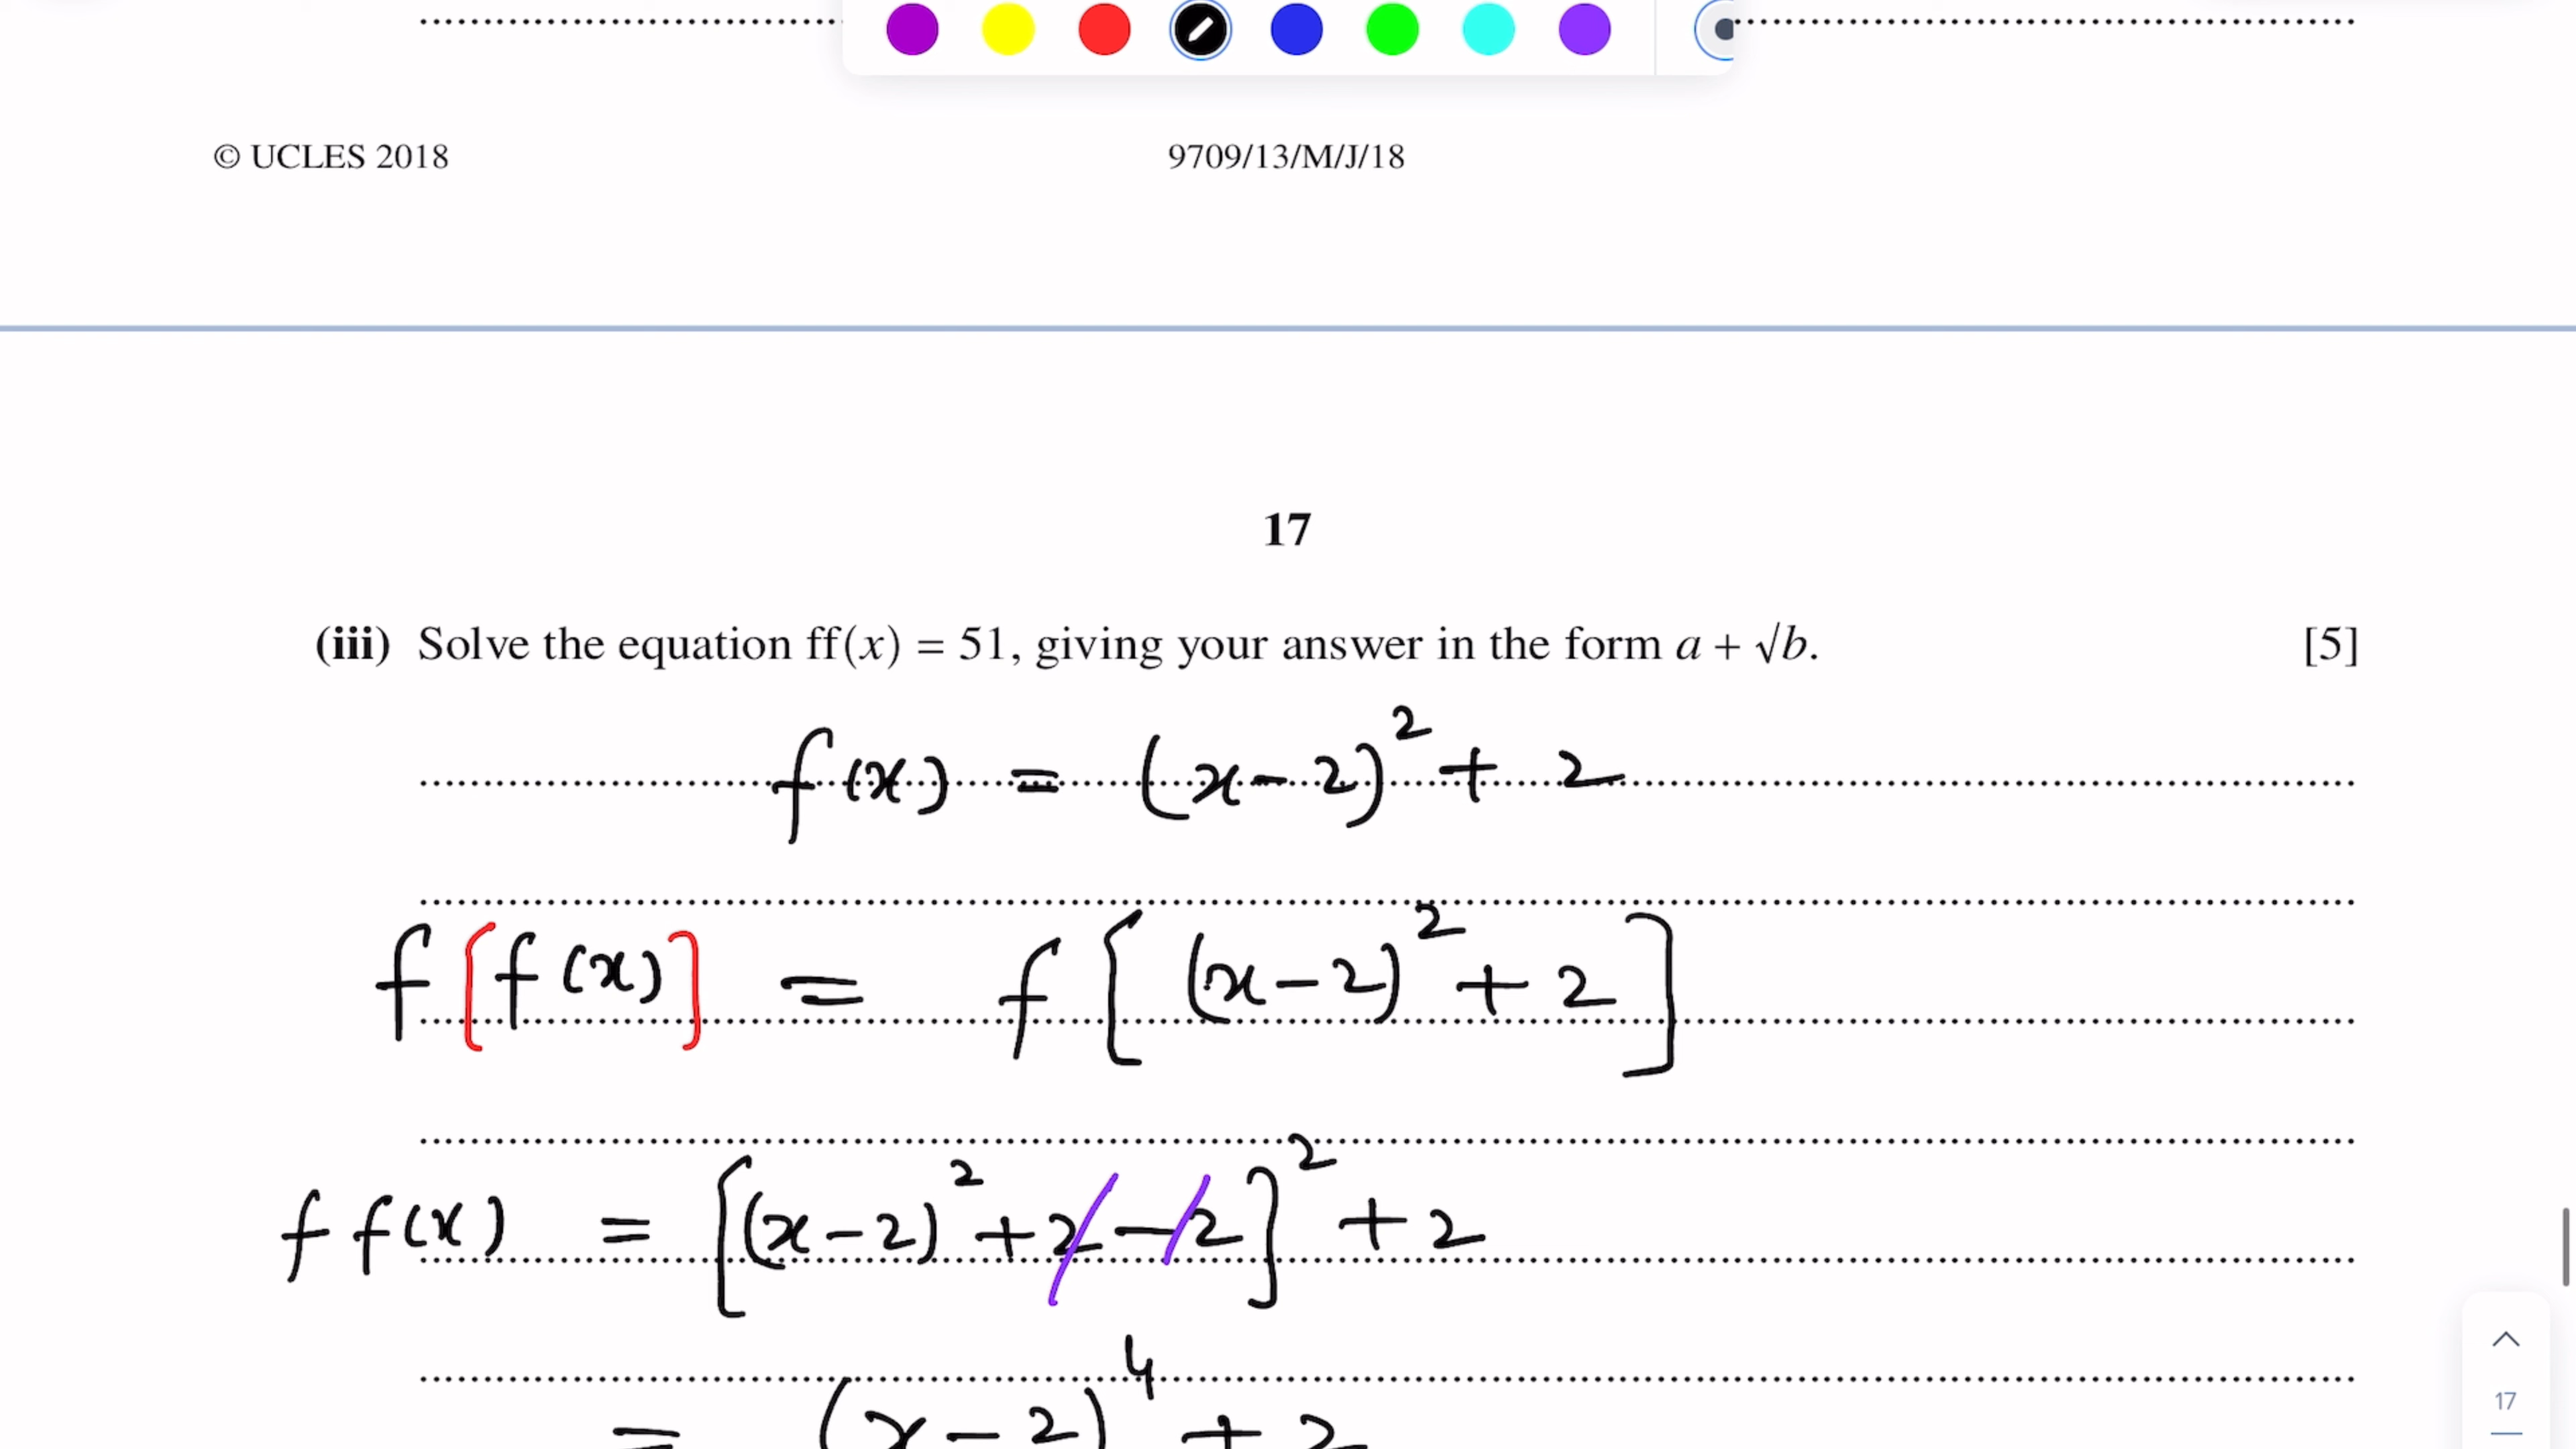 © UCLES 2018 9709/13/M/J/18
17
(iii) Solve the equation ff(x) = 51, giving your answer in the form a + √b. [5]
f(x) = (x-2)² + 2
f[f(x)] = f[(x-2)² + 2]
ff(x) = [(x-2)² + 2 - 2]² + 2
= (x-2)⁴ + 2
17